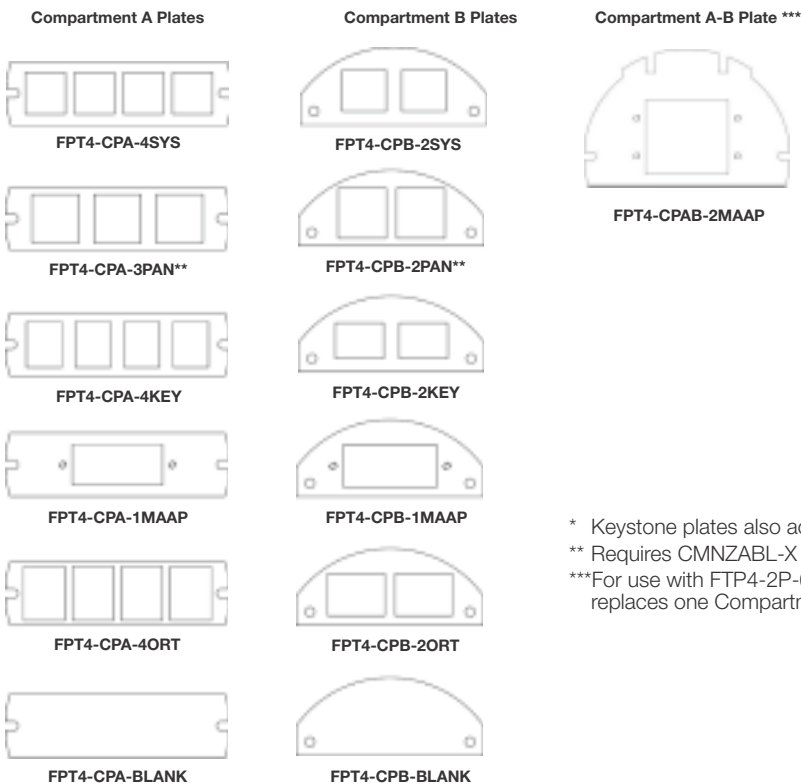 Compartment A Plates
Compartment B Plates
Compartment A-B Plate ***
FPT4-CPA-4SYS
FPT4-CPB-2SYS
FPT4-CPAB-2MAAP
FPT4-CPA-3PAN**
FPT4-CPB-2PAN**
FPT4-CPA-4KEY
FPT4-CPB-2KEY
FPT4-CPA-1MAAP
FPT4-CPB-1MAAP
* Keystone plates also
** Requires CMNZABL-X
***For use with FTP4-2P-
replaces one
FPT4-CPA-4ORT
FPT4-CPB-2ORT
FPT4-CPA-BLANK
FPT4-CPB-BLANK